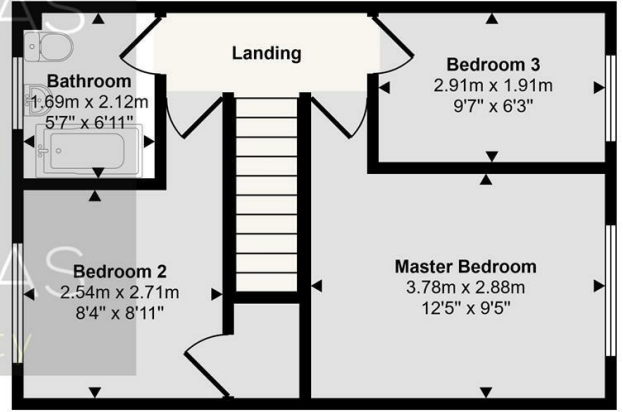 Landing
Bathroom
1.69m x 2.12m
5'7" x 6'11"
Bedroom 3
2.91m x 1.91m
9'7" x 6'3"
Bedroom 2
2.54m x 2.71m
8'4" x 8'11"
Master Bedroom
3.78m x 2.88m
12'5" x 9'5"